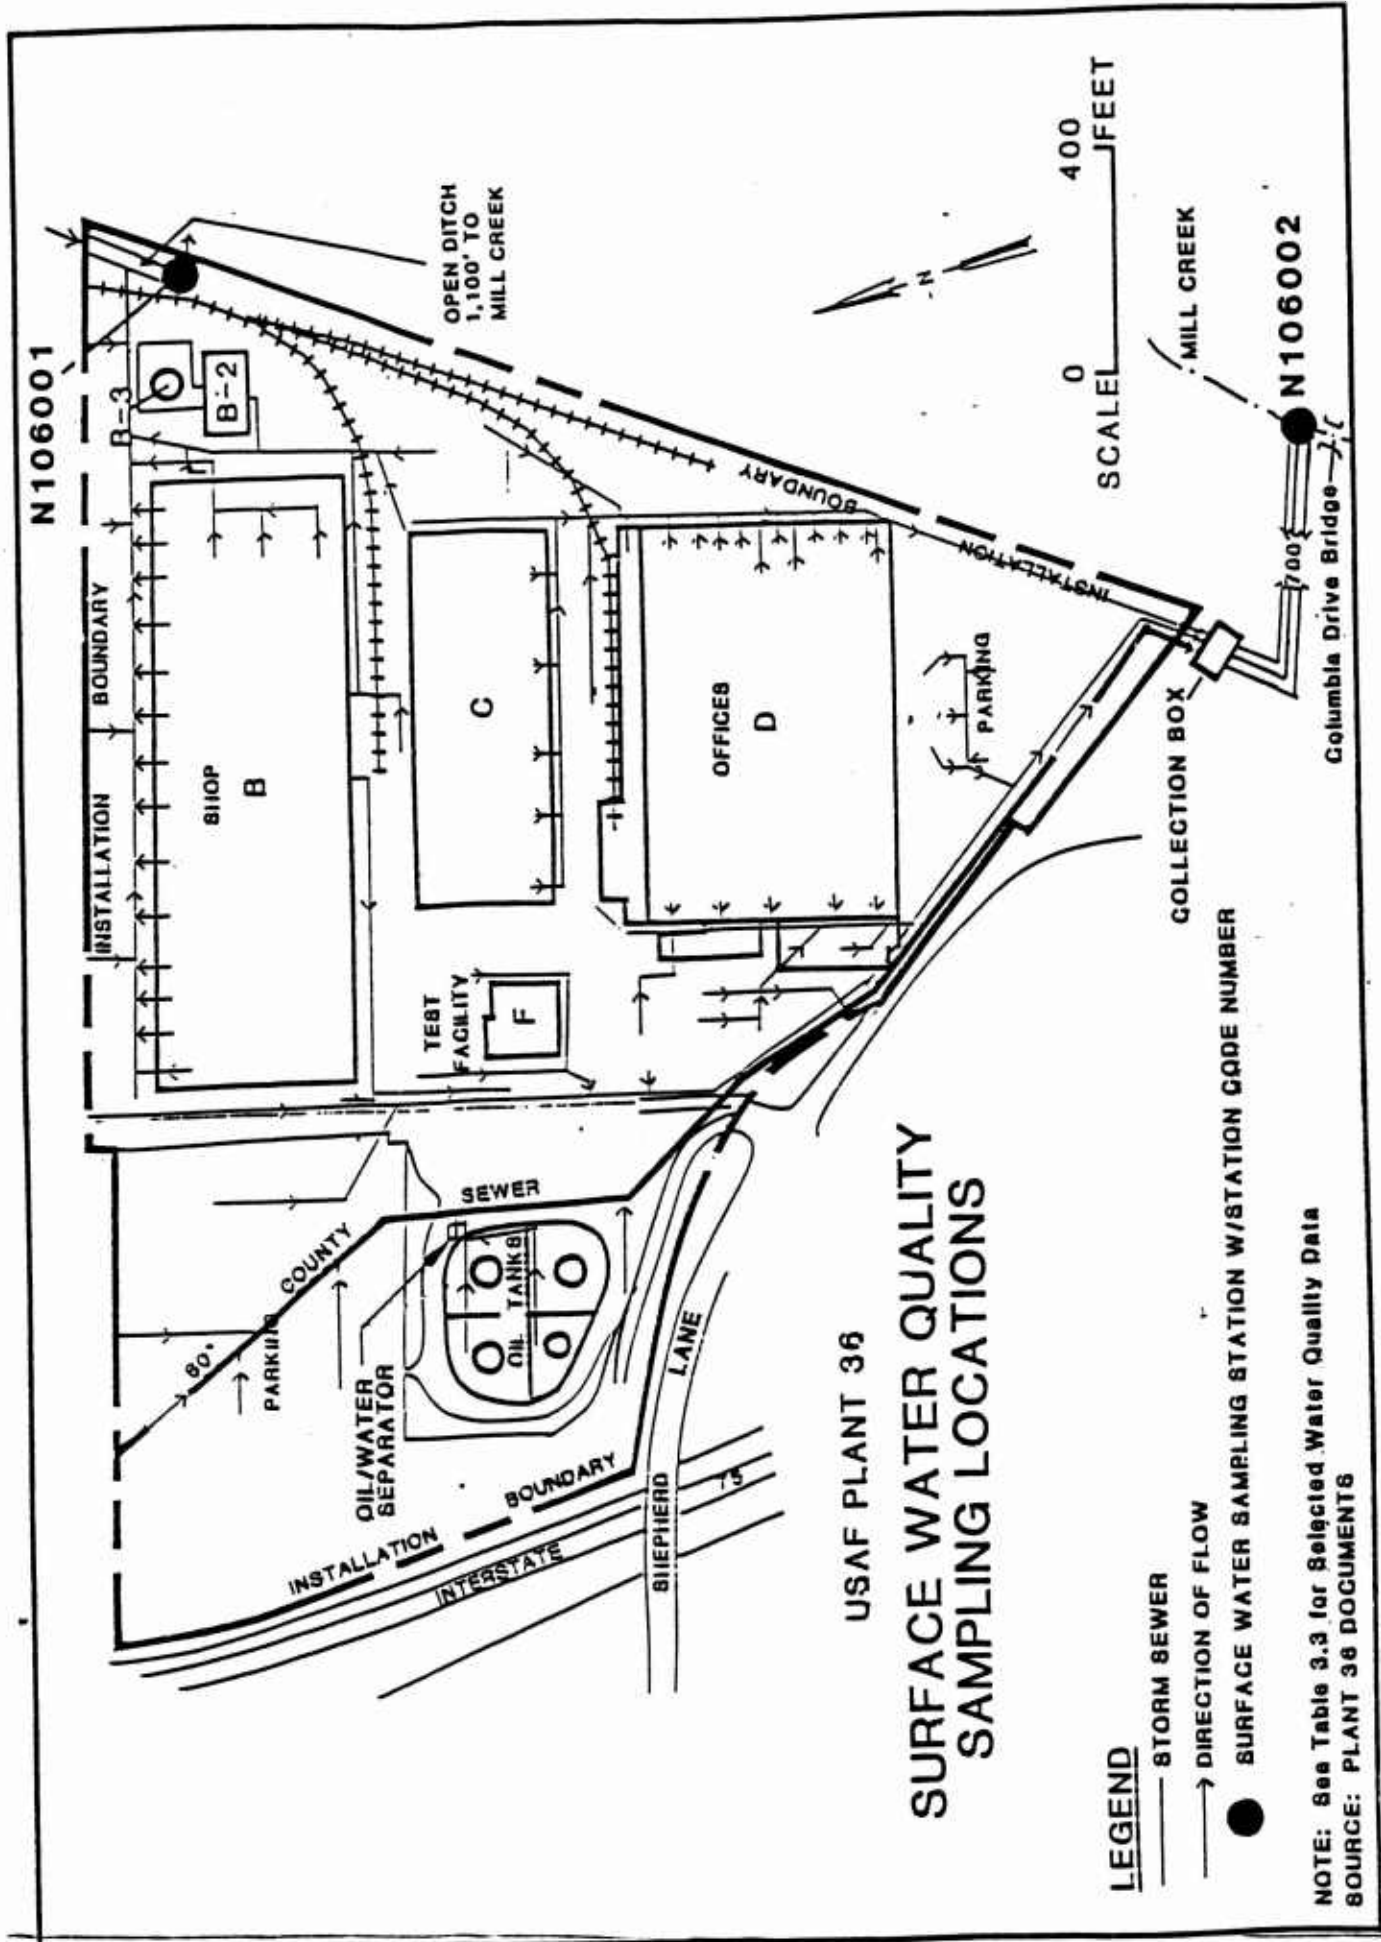 N106001
INSTALLATION BOUNDARY
B-3
B-2
SHOP
B
OPEN DITCH
1,100' TO
MILL CREEK
C
TEST
FACILITY
F
OFFICES
D
BOUNDARY
INSTALLATION
PARKING
60"
COUNTY
SEWER
PARKING
OIL/WATER
SEPARATOR
OIL TANKS
INSTALLATION BOUNDARY
INTERSTATE
75
SHEPHERD LANE
N
0 400
SCALE FEET
MILL CREEK
N106002
700'
Columbia Drive Bridge
COLLECTION BOX
USAF PLANT 36
SURFACE WATER QUALITY
SAMPLING LOCATIONS
LEGEND
STORM SEWER
DIRECTION OF FLOW
SURFACE WATER SAMPLING STATION W/STATION CODE NUMBER
NOTE: See Table 3.3 for Selected Water Quality Data
SOURCE: PLANT 36 DOCUMENTS